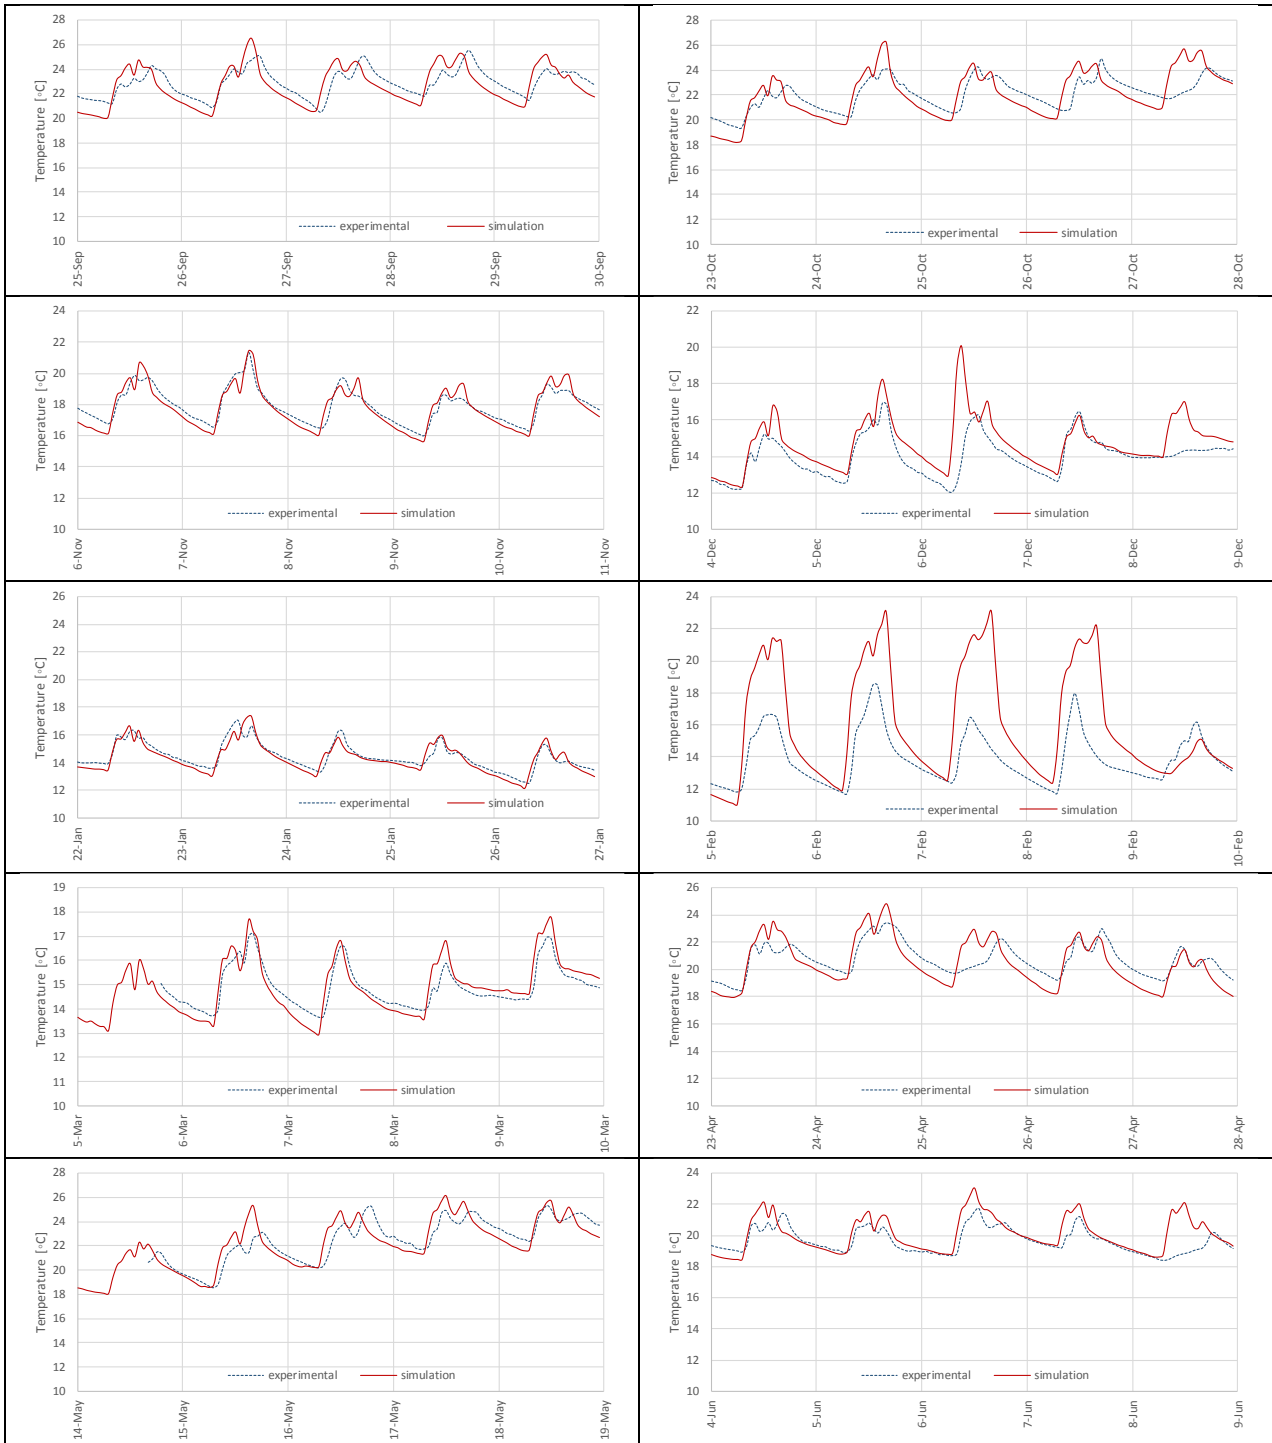 28
26
24
22
20
18
16
14
12
10
Temperature [◦C]
experimental
simulation
25-Sep
26-Sep
27-Sep
28-Sep
29-Sep
30-Sep
28
26
24
22
20
18
16
14
12
10
Temperature [◦C]
experimental
simulation
23-Oct
24-Oct
25-Oct
26-Oct
27-Oct
28-Oct
24
22
20
18
16
14
12
10
Temperature [◦C]
experimental
simulation
6-Nov
7-Nov
8-Nov
9-Nov
10-Nov
11-Nov
22
20
18
16
14
12
10
Temperature [◦C]
experimental
simulation
4-Dec
5-Dec
6-Dec
7-Dec
8-Dec
9-Dec
26
24
22
20
18
16
14
12
10
Temperature [◦C]
experimental
simulation
22-Jan
23-Jan
24-Jan
25-Jan
26-Jan
27-Jan
24
22
20
18
16
14
12
10
Temperature [◦C]
experimental
simulation
5-Feb
6-Feb
7-Feb
8-Feb
9-Feb
10-Feb
19
18
17
16
15
14
13
12
11
10
Temperature [◦C]
experimental
simulation
5-Mar
6-Mar
7-Mar
8-Mar
9-Mar
10-Mar
26
24
22
20
18
16
14
12
10
Temperature [◦C]
experimental
simulation
23-Apr
24-Apr
25-Apr
26-Apr
27-Apr
28-Apr
28
26
24
22
20
18
16
14
12
10
Temperature [◦C]
experimental
simulation
14-May
15-May
16-May
17-May
18-May
19-May
24
22
20
18
16
14
12
10
Temperature [◦C]
experimental
simulation
4-Jun
5-Jun
6-Jun
7-Jun
8-Jun
9-Jun